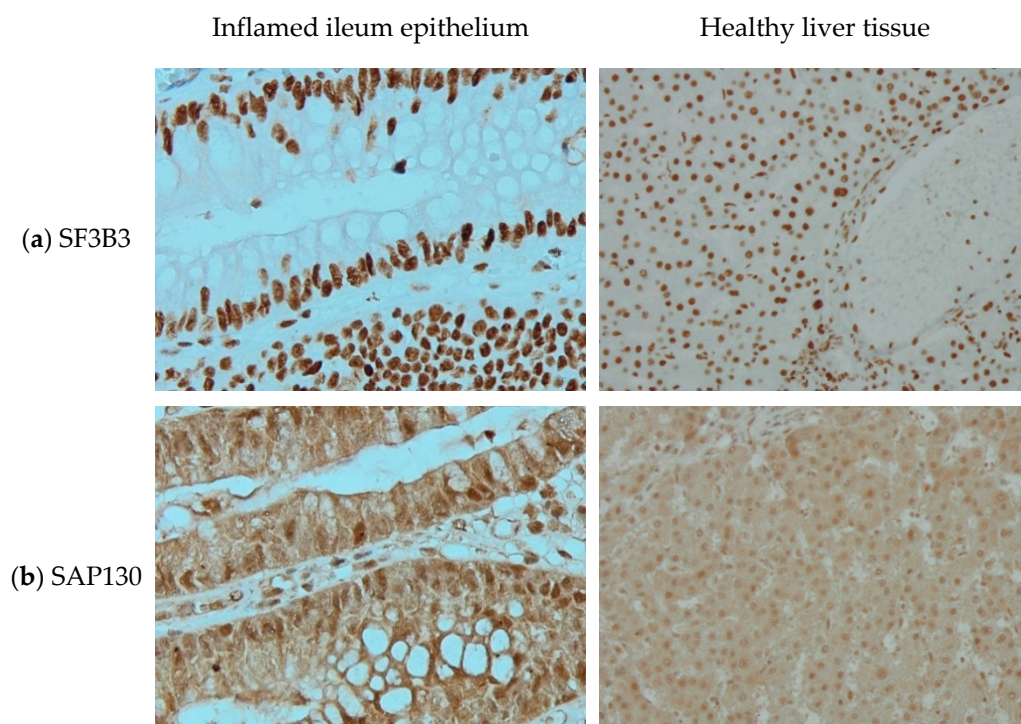 Inflamed ileum epithelium
Healthy liver tissue
(a) SF3B3
(b) SAP130